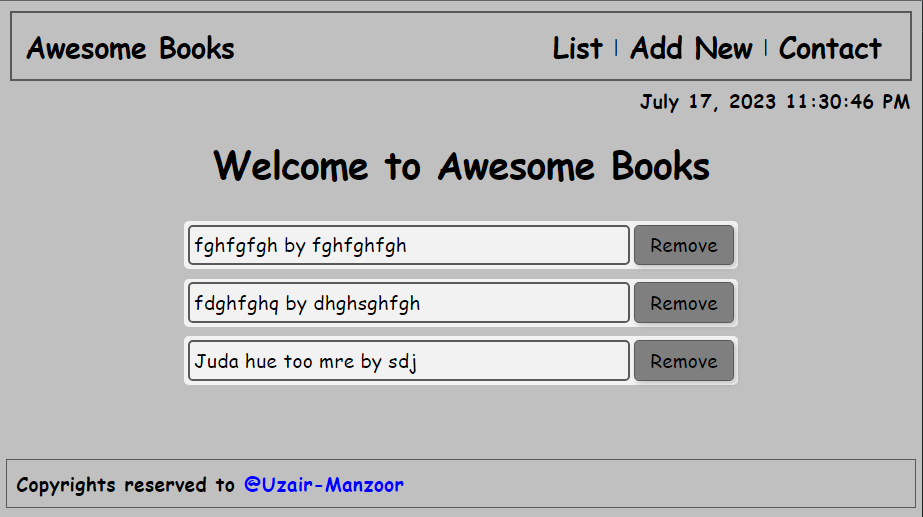 Awesome Books
List | Add New | Contact
July 17, 2023 11:30:46 PM
Welcome to Awesome Books
fghfgfgh by fghfghfgh Remove
fdghfghq by dhghsghfgh Remove
Juda hue too mre by sdj Remove
Copyrights reserved to @Uzair-Manzoor